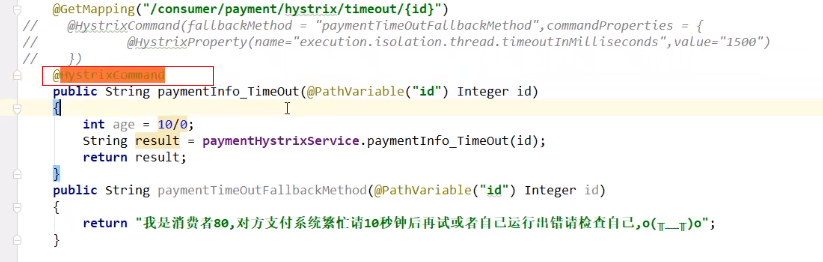 @GetMapping("/consumer/payment/hystrix/timeout/{id}")
// @HystrixCommand(fallbackMethod = "paymentTimeOutFallbackMethod",commandProperties = {
// @HystrixProperty(name="execution.isolation.thread.timeoutInMilliseconds",value="1500")
// })
@HystrixCommand
public String paymentInfo_TimeOut(@PathVariable("id") Integer id)
{
int age = 10/0;
String result = paymentHystrixService.paymentInfo_TimeOut(id);
return result;
}
public String paymentTimeOutFallbackMethod(@PathVariable("id") Integer id)
{
return "我是消费者80,对方支付系统繁忙请10秒钟后再试或者自己运行出错请检查自己,o(╥﹏╥)o";
}